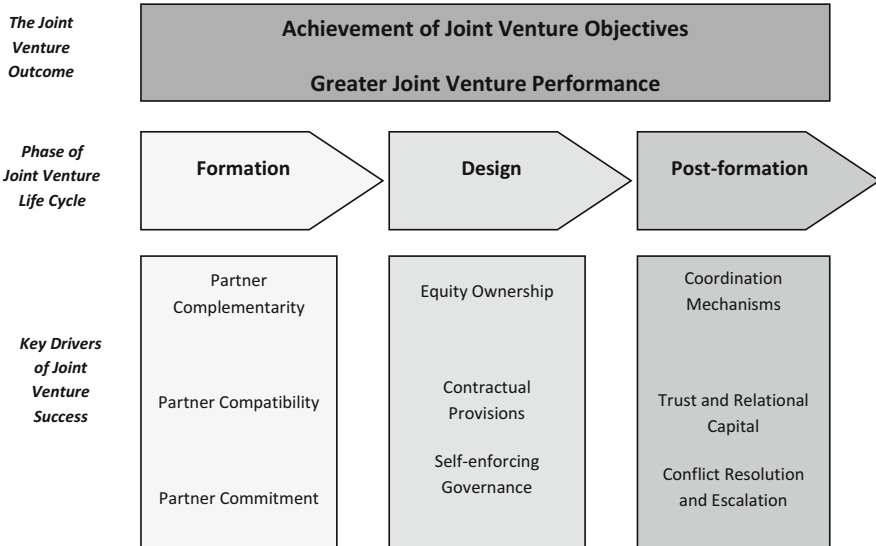 The Joint
Venture
Outcome
Achievement of Joint Venture Objectives
Greater Joint Venture Performance
Phase of
Joint Venture
Life Cycle
Formation
Design
Post-formation
Key Drivers
of Joint
Venture
Success
Partner
Complementarity
Partner Compatibility
Partner Commitment
Equity Ownership
Contractual
Provisions
Self-enforcing
Governance
Coordination
Mechanisms
Trust and Relational
Capital
Conflict Resolution
and Escalation